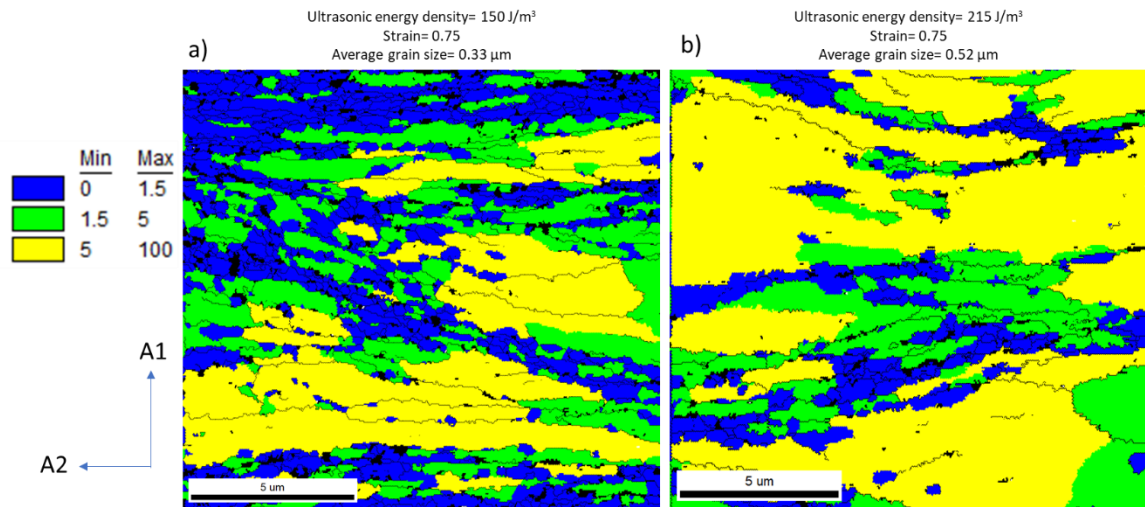 Ultrasonic energy density= 150 J/m³
Strain= 0.75
Average grain size= 0.33 µm
a)
Ultrasonic energy density= 215 J/m³
Strain= 0.75
Average grain size= 0.52 µm
b)
Min Max
0 1.5
1.5 5
5 100
A1
A2
5 um
5 um